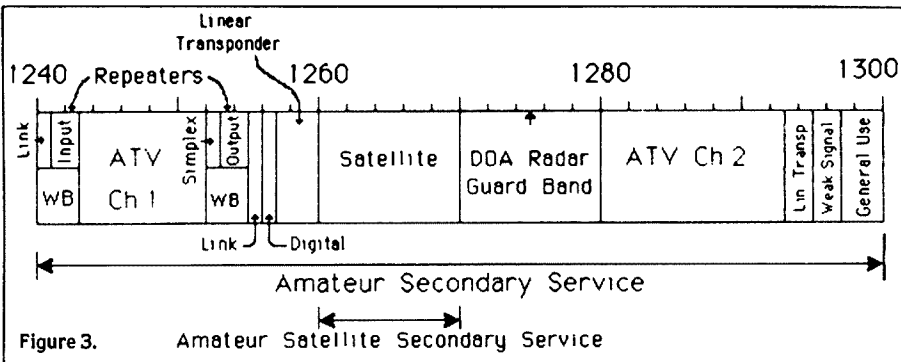 Linear
Transponder
1240 Repeaters 1260 1280 1300
Link
Input
ATV
Ch 1
Simplex
Output
Satellite
DOA Radar
Guard Band
ATV Ch 2
Lin Transp
Weak Signal
General Use
WB
WB
Link
Digital
Amateur Secondary Service
Figure 3. Amateur Satellite Secondary Service